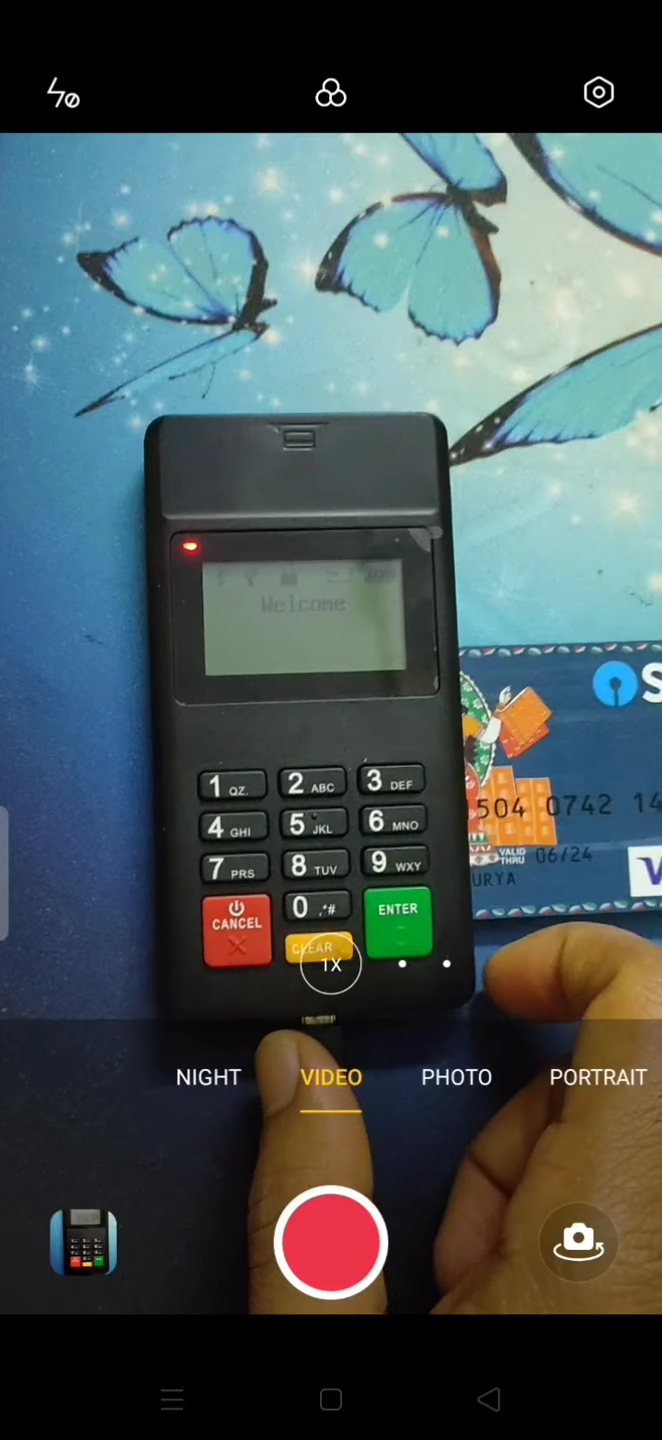 Welcome
1 QZ. 2 ABC 3 DEF
4 GHI 5 JKL 6 MNO
7 PRS 8 TUV 9 WXY
CANCEL 0 .*# ENTER
CLEAR
1X
S
504 0742 14
VALID
THRU 06/24
URYA
V
NIGHT VIDEO PHOTO PORTRAIT